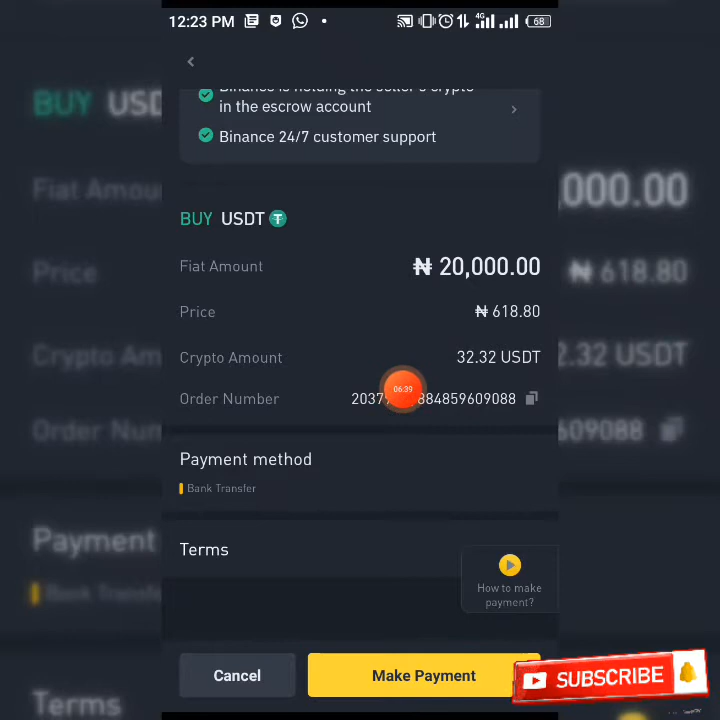 12:23 PM
4G
68
in the escrow account
Binance 24/7 customer support
BUY USDT
Fiat Amount
₦ 20,000.00
Price
₦ 618.80
Crypto Amount
32.32 USDT
Order Number
Payment method
Bank Transfer
Terms
How to make
payment?
Cancel
Make Payment
06:39
SUBSCRIBE